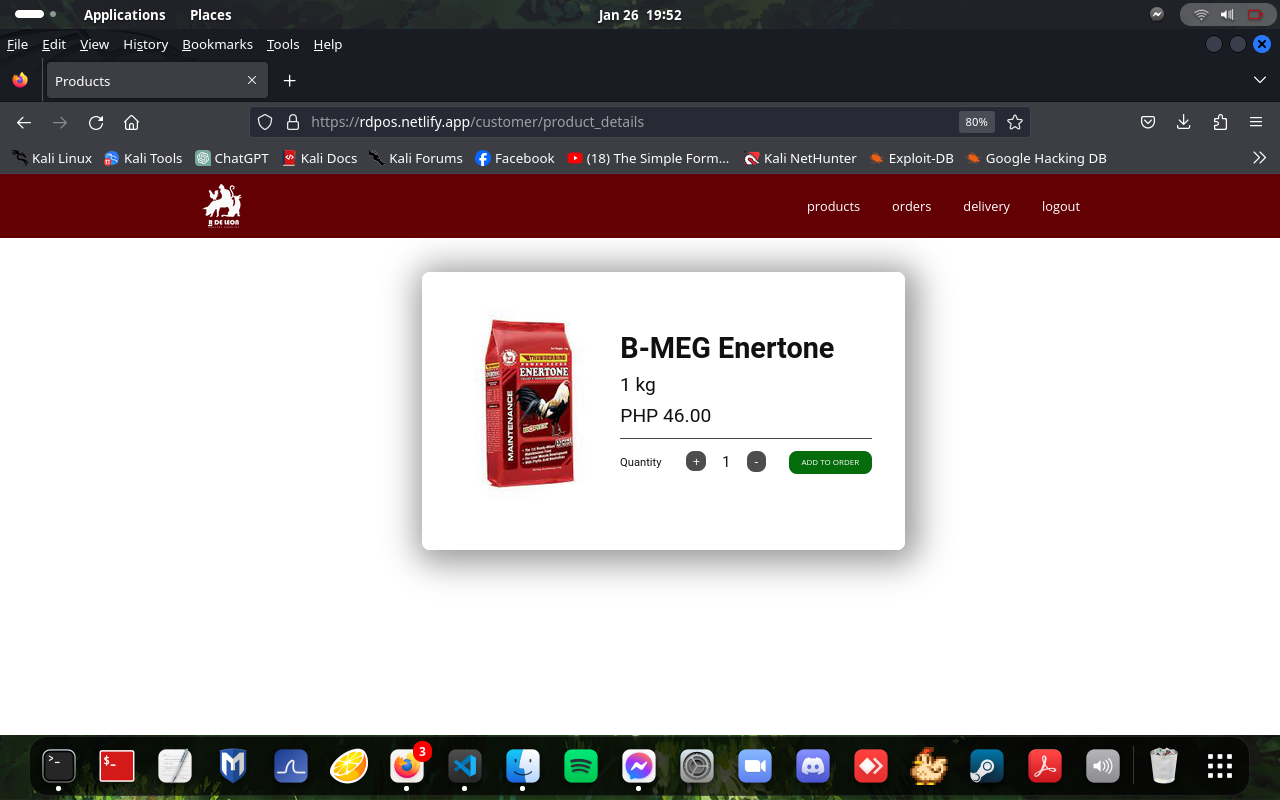 Applications Places Jan 26 19:52
File Edit View History Bookmarks Tools Help
Products
https://rdpos.netlify.app/customer/product_details 80%
Kali Linux Kali Tools ChatGPT Kali Docs Kali Forums Facebook (18) The Simple Form… Kali NetHunter Exploit-DB Google Hacking DB
R DE LEON
products orders delivery logout
THUNDERBIRD
ENERTONE
MAINTENANCE
B-MEG Enertone
1 kg
PHP 46.00
Quantity + 1 - ADD TO ORDER
3
>_
$_